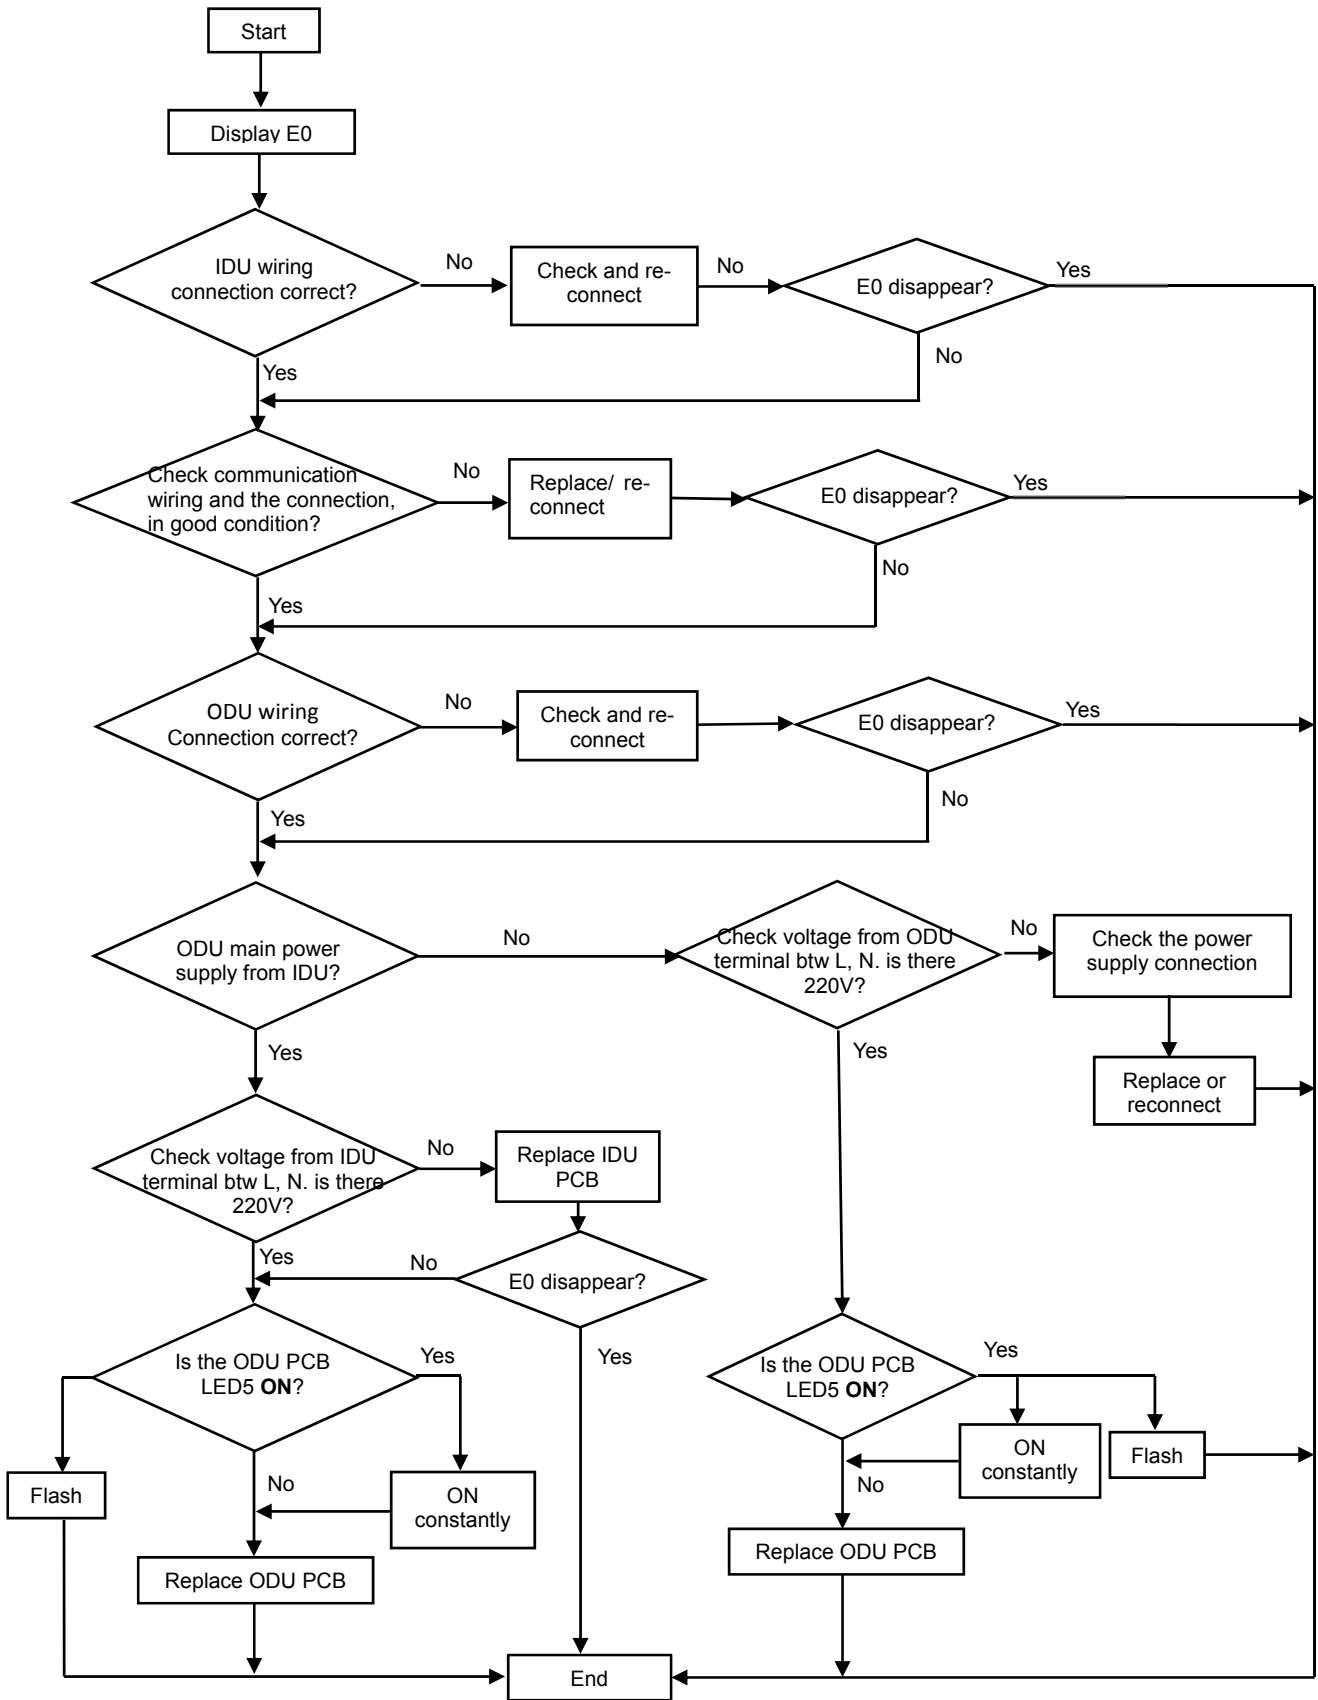 Start
Display E0
IDU wiring
connection correct?
No
Check and re-
connect
No
E0 disappear?
Yes
No
Yes
Check communication
wiring and the connection,
in good condition?
No
Replace/ re-
connect
E0 disappear?
Yes
No
Yes
ODU wiring
Connection correct?
No
Check and re-
connect
E0 disappear?
Yes
No
Yes
ODU main power
supply from IDU?
No
Check voltage from ODU
terminal btw L, N. is there
220V?
No
Check the power
supply connection
Yes
Yes
Replace or
reconnect
Check voltage from IDU
terminal btw L, N. is there
220V?
No
Replace IDU
PCB
Yes
No
E0 disappear?
Yes
Is the ODU PCB
LED5 ON?
Yes
Is the ODU PCB
LED5 ON?
Yes
ON
constantly
Flash
No
Flash
No
ON
constantly
Replace ODU PCB
Replace ODU PCB
End